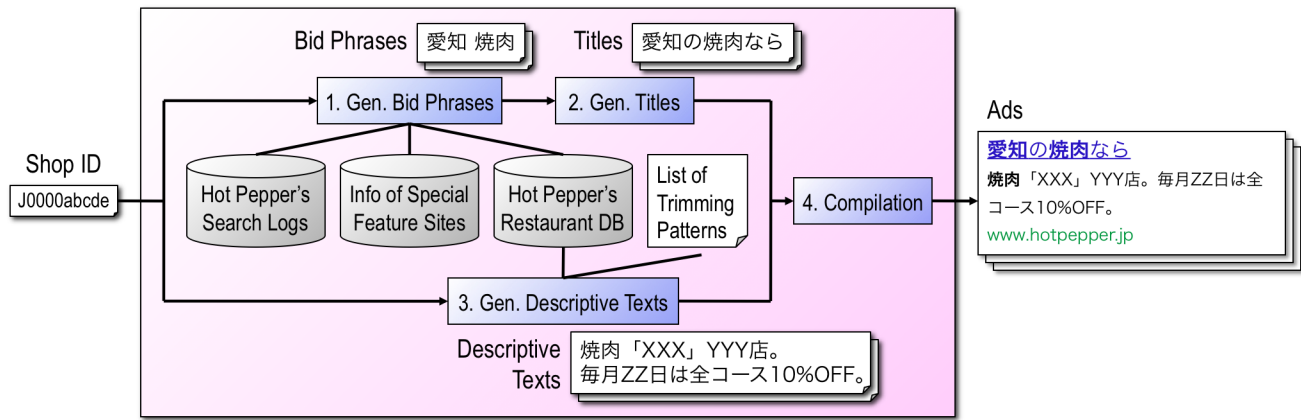 Bid Phrases
愛知 焼肉
Titles
愛知の焼肉なら
1. Gen. Bid Phrases
2. Gen. Titles
Shop ID
J0000abcde
Hot Pepper's
Search Logs
Info of Special
Feature Sites
Hot Pepper's
Restaurant DB
List of
Trimming
Patterns
4. Compilation
3. Gen. Descriptive Texts
Descriptive
Texts
焼肉「XXX」YYY店。
毎月ZZ日は全コース10%OFF。
Ads
愛知の焼肉なら
焼肉「XXX」YYY店。毎月ZZ日は全
コース10%OFF。
www.hotpepper.jp